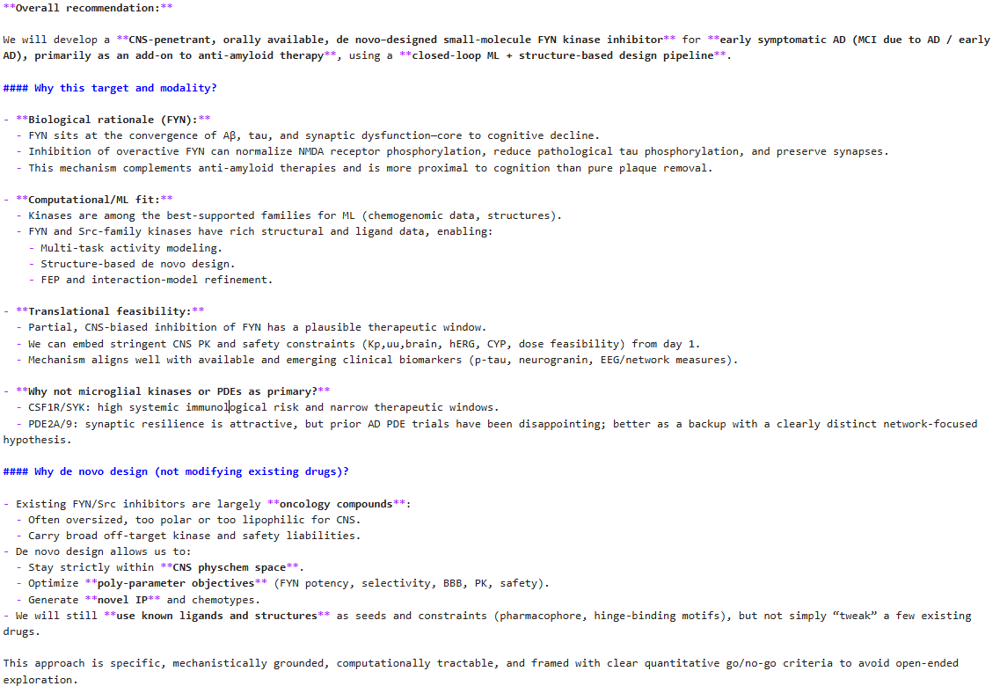 **Overall recommendation:**
We will develop a **CNS-penetrant, orally available, de novo-designed small-molecule FYN kinase inhibitor** for **early symptomatic AD (MCI due to AD / early
AD), primarily as an add-on to anti-amyloid therapy**, using a **closed-loop ML + structure-based design pipeline**.
#### Why this target and modality?
- **Biological rationale (FYN):**
- FYN sits at the convergence of Aβ, tau, and synaptic dysfunction—core to cognitive decline.
- Inhibition of overactive FYN can normalize NMDA receptor phosphorylation, reduce pathological tau phosphorylation, and preserve synapses.
- This mechanism complements anti-amyloid therapies and is more proximal to cognition than pure plaque removal.
- **Computational/ML fit:**
- Kinases are among the best-supported families for ML (chemogenomic data, structures).
- FYN and Src-family kinases have rich structural and ligand data, enabling:
- Multi-task activity modeling.
- Structure-based de novo design.
- FEP and interaction-model refinement.
- **Translational feasibility:**
- Partial, CNS-biased inhibition of FYN has a plausible therapeutic window.
- We can embed stringent CNS PK and safety constraints (Kp,uu,brain, hERG, CYP, dose feasibility) from day 1.
- Mechanism aligns well with available and emerging clinical biomarkers (p-tau, neurogranin, EEG/network measures).
- **Why not microglial kinases or PDEs as primary?**
- CSF1R/SYK: high systemic immunological risk and narrow therapeutic windows.
- PDE2A/9: synaptic resilience is attractive, but prior AD PDE trials have been disappointing; better as a backup with a clearly distinct network-focused
hypothesis.
#### Why de novo design (not modifying existing drugs)?
- Existing FYN/Src inhibitors are largely **oncology compounds**:
- Often oversized, too polar or too lipophilic for CNS.
- Carry broad off-target kinase and safety liabilities.
- De novo design allows us to:
- Stay strictly within **CNS physchem space**.
- Optimize **poly-parameter objectives** (FYN potency, selectivity, BBB, PK, safety).
- Generate **novel IP** and chemotypes.
- We will still **use known ligands and structures** as seeds and constraints (pharmacophore, hinge-binding motifs), but not simply “tweak” a few existing
drugs.
This approach is specific, mechanistically grounded, computationally tractable, and framed with clear quantitative go/no-go criteria to avoid open-ended
exploration.